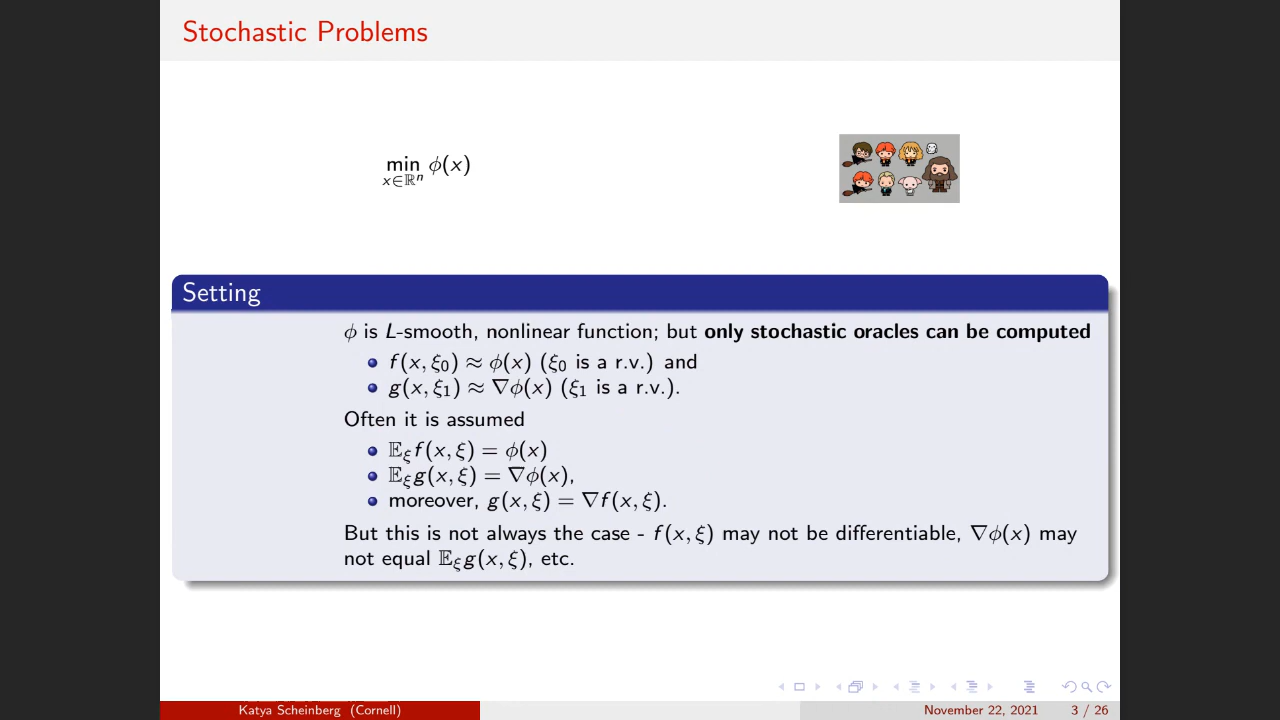 Stochastic Problems
min ϕ(x)
x∈ℝⁿ
Setting
ϕ is L-smooth, nonlinear function; but only stochastic oracles can be computed
f(x, ξ₀) ≈ ϕ(x) (ξ₀ is a r.v.) and
g(x, ξ₁) ≈ ∇ϕ(x) (ξ₁ is a r.v.).
Often it is assumed
𝔼_ξ f(x, ξ) = ϕ(x)
𝔼_ξ g(x, ξ) = ∇ϕ(x),
moreover, g(x, ξ) = ∇f(x, ξ).
But this is not always the case - f(x, ξ) may not be differentiable, ∇ϕ(x) may
not equal 𝔼_ξ g(x, ξ), etc.
Katya Scheinberg (Cornell)
November 22, 2021
3 / 26